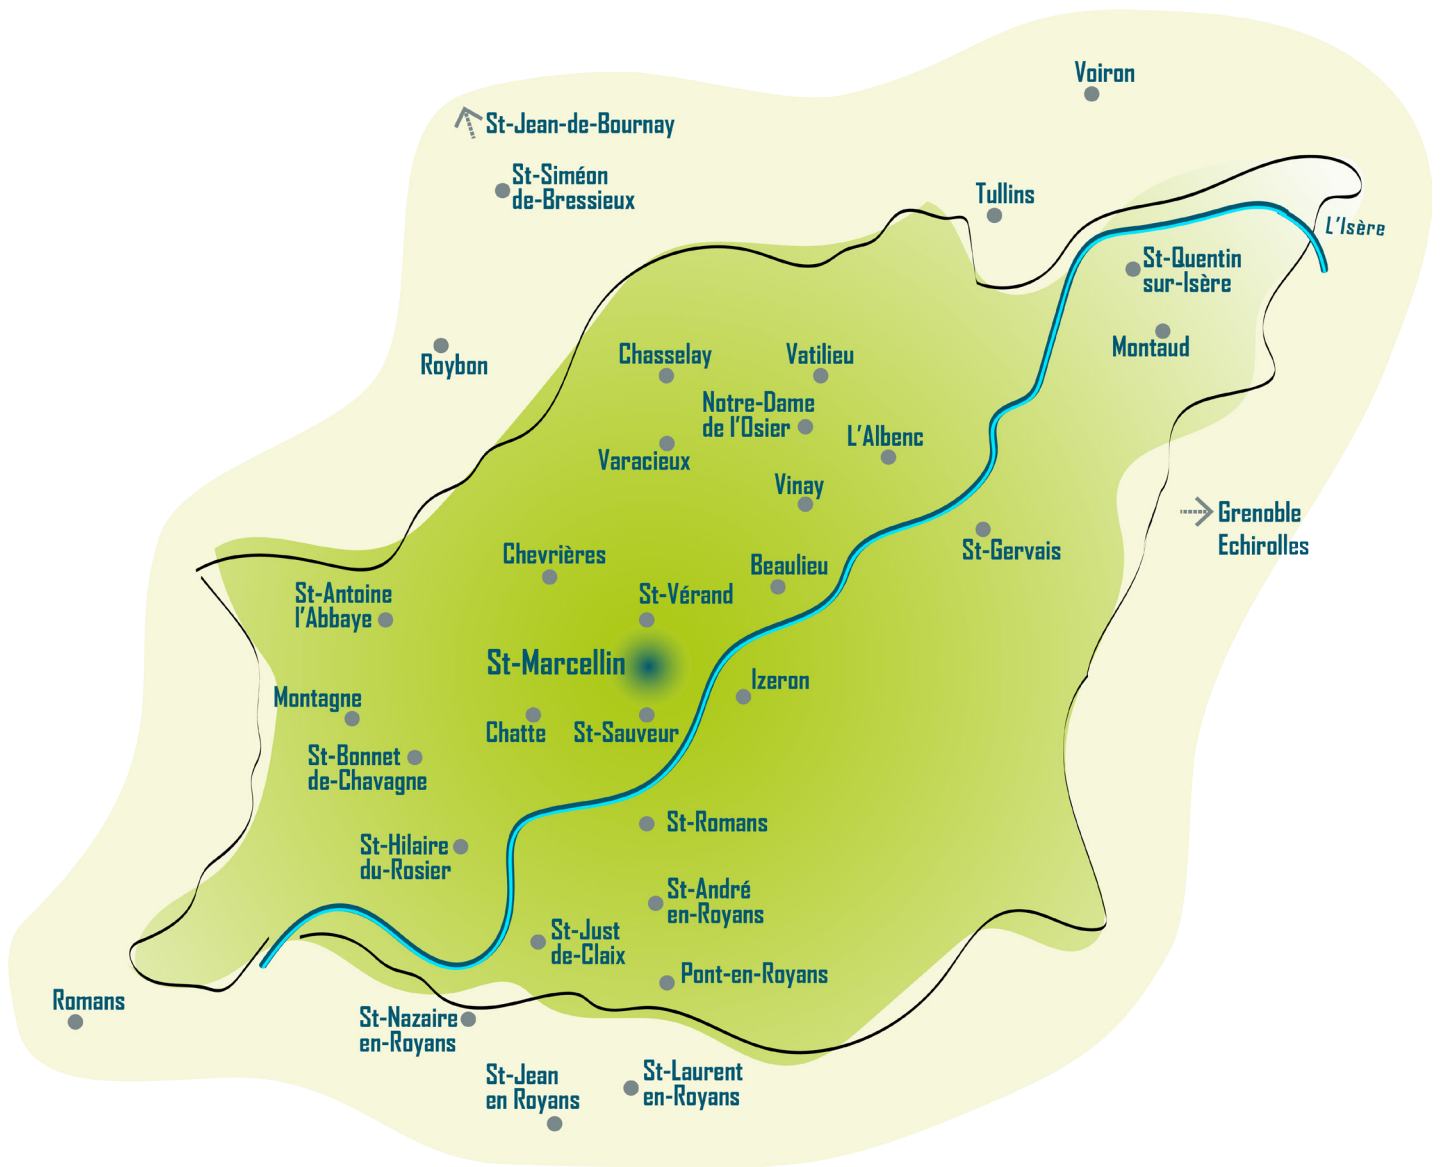 Voiron
St-Jean-de-Bournay
St-Siméon
de-Bressieux
Tullins
L'Isère
St-Quentin
sur-Isère
Montaud
Roybon
Chasselay
Vatilieu
Notre-Dame
de l'Osier
L'Albenc
Varacieux
Vinay
Grenoble
Echirolles
St-Gervais
Chevrières
Beaulieu
St-Antoine
l'Abbaye
St-Vérand
St-Marcellin
Izeron
Montagne
Chatte
St-Sauveur
St-Bonnet
de-Chavagne
St-Romans
St-Hilaire
du-Rosier
St-André
en-Royans
St-Just
de-Claix
Pont-en-Royans
Romans
St-Nazaire
en-Royans
St-Jean
en Royans
St-Laurent
en-Royans